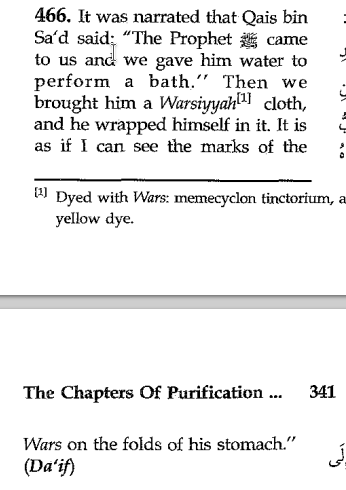 466. It was narrated that Qais bin
Sa'd said: "The Prophet ﷺ came
to us and we gave him water to
perform a bath." Then we
brought him a Warsiyyah[1] cloth,
and he wrapped himself in it. It is
as if I can see the marks of the
[1] Dyed with Wars: memecyclon tinctorium, a
yellow dye.
The Chapters Of Purification ... 341
Wars on the folds of his stomach."
(Da'if)